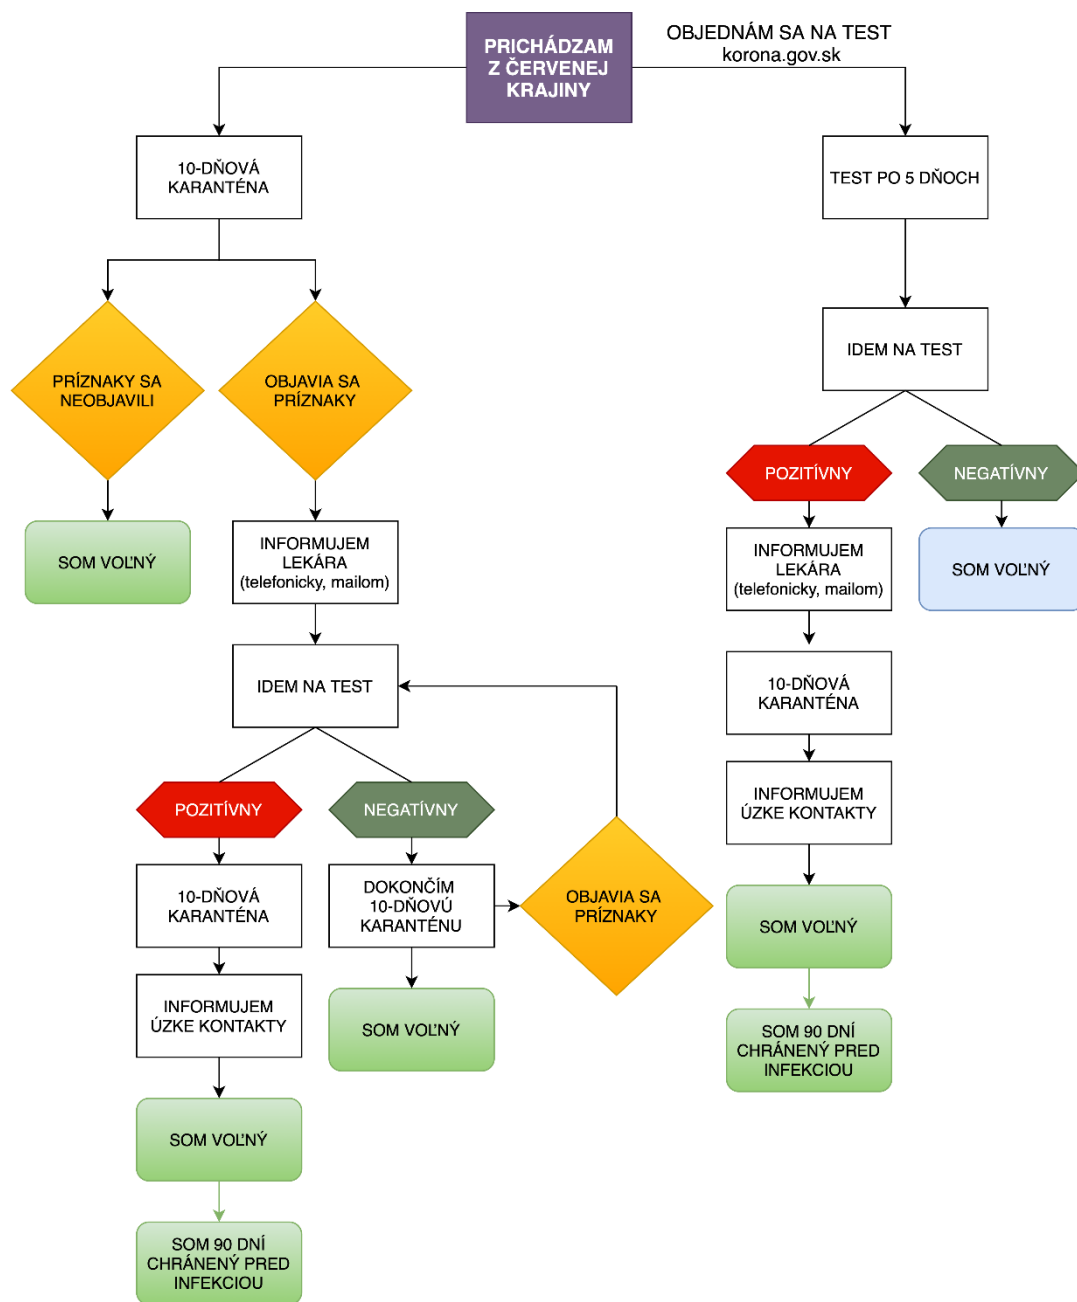 PRICHÁDZAM
Z ČERVENEJ
KRAJINY
OBJEDNÁM SA NA TEST
korona.gov.sk
10-DŇOVÁ
KARANTÉNA
TEST PO 5 DŇOCH
PRÍZNAKY SA
NEOBJAVILI
OBJAVIA SA
PRÍZNAKY
IDEM NA TEST
POZITÍVNY
NEGATÍVNY
SOM VOĽNÝ
INFORMUJEM
LEKÁRA
(telefonicky, mailom)
INFORMUJEM
LEKÁRA
(telefonicky, mailom)
SOM VOĽNÝ
IDEM NA TEST
10-DŇOVÁ
KARANTÉNA
POZITÍVNY
NEGATÍVNY
INFORMUJEM
ÚZKE KONTAKTY
10-DŇOVÁ
KARANTÉNA
DOKONČÍM
10-DŇOVÚ
KARANTÉNU
OBJAVIA SA
PRÍZNAKY
SOM VOĽNÝ
INFORMUJEM
ÚZKE KONTAKTY
SOM VOĽNÝ
SOM 90 DNÍ
CHRÁNENÝ PRED
INFEKCIOU
SOM VOĽNÝ
SOM 90 DNÍ
CHRÁNENÝ PRED
INFEKCIOU